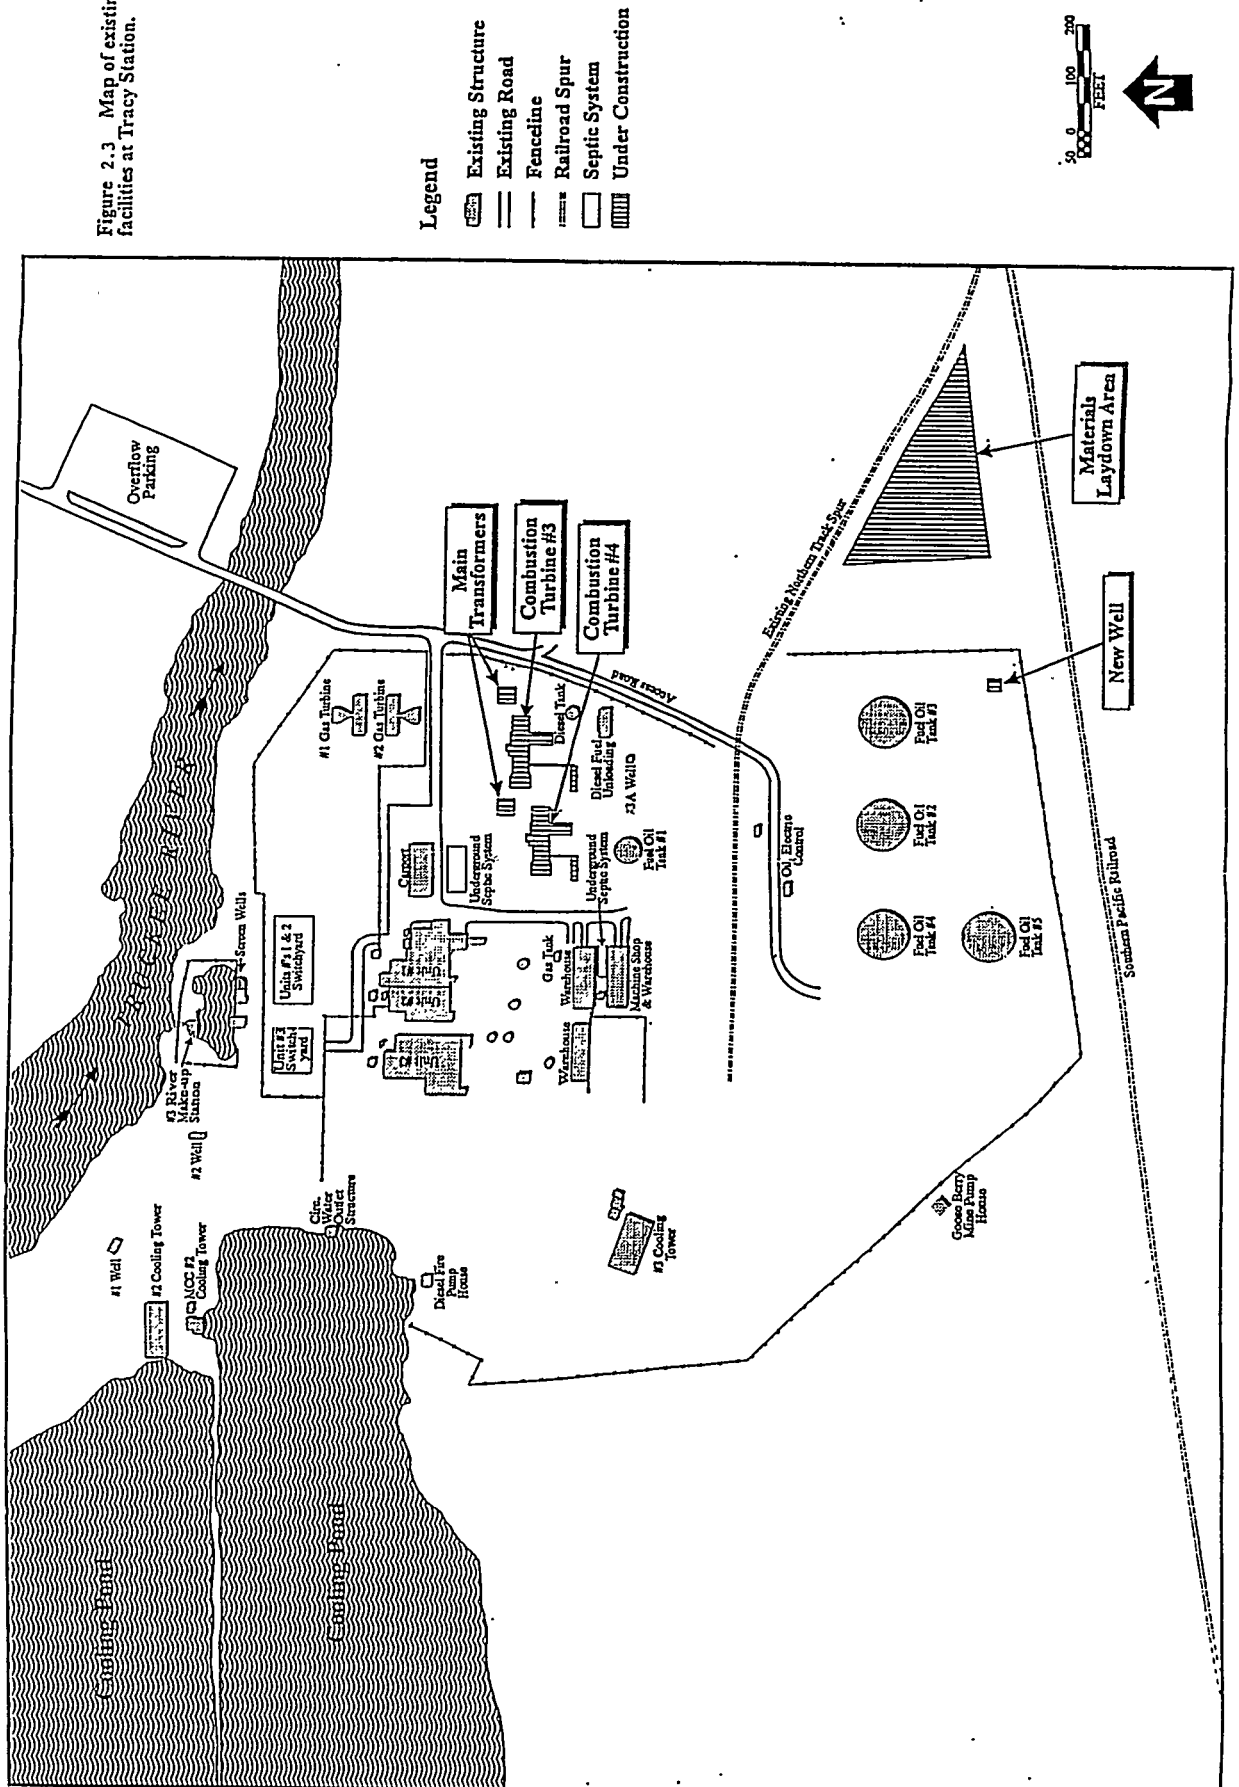 Figure 2.3 Map of existin
facilities at Tracy Station.
Legend
Existing Structure
Existing Road
Fenceline
Railroad Spur
Septic System
Under Construction
50 0 100 200
FEET
N
Cooling Pond
Cooling Pond
#1 Well
#2 Cooling Tower
MCC #2
Cooling Tower
Circ.
Water
Outlet
Structure
Diesel Fire
Pump
House
#2 Well
#3 River
Make-up
Station
Screen Wells
RIVER
Overflow
Parking
Unit #3
Switch-
yard
Units #'s 1 & 2
Switchyard
#1 Gas Turbine
#2 Gas Turbine
Carport
Underground
Septic System
Main
Transformers
Combustion
Turbine #3
Combustion
Turbine #4
Diesel Tank
Diesel Fuel
Unloading
#3A Well
Fuel Oil
Tank #1
Underground
Septic System
Gas Tank
Warehouse
Warehouse
Machine Shop
& Warehouse
#3 Cooling
Tower
Access Road
Existing Northern Track Spur
Oil Electric
Control
Fuel Oil
Tank #3
Fuel Oil
Tank #2
Fuel Oil
Tank #4
Fuel Oil
Tank #5
Goose Berry
Mine Pump
House
Southern Pacific Railroad
New Well
Materials
Laydown Area